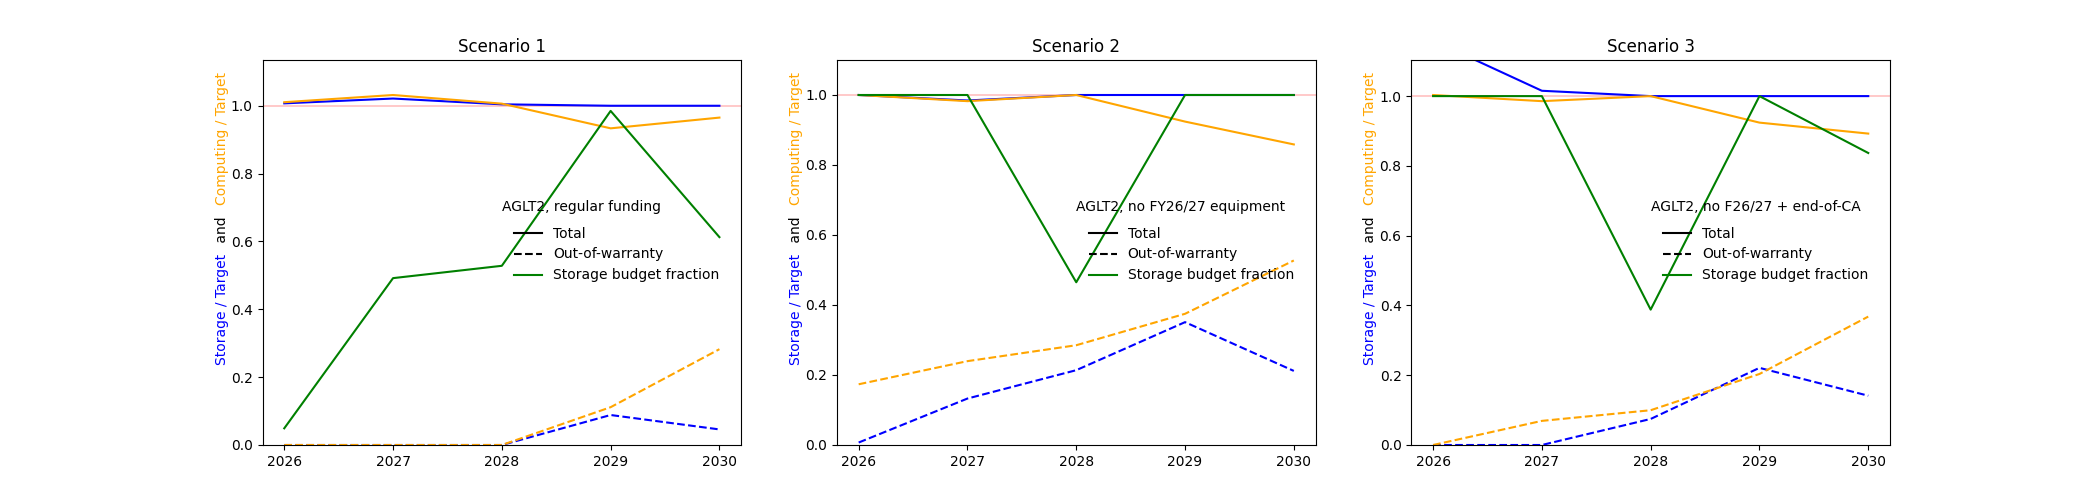 Scenario 1
Storage / Target and Computing / Target
1.0
0.8
0.6
0.4
0.2
0.0
AGLT2, regular funding
Total
Out-of-warranty
Storage budget fraction
2026 2027 2028 2029 2030
Scenario 2
Storage / Target and Computing / Target
1.0
0.8
0.6
0.4
0.2
0.0
AGLT2, no FY26/27 equipment
Total
Out-of-warranty
Storage budget fraction
2026 2027 2028 2029 2030
Scenario 3
Storage / Target and Computing / Target
1.0
0.8
0.6
0.4
0.2
0.0
AGLT2, no F26/27 + end-of-CA
Total
Out-of-warranty
Storage budget fraction
2026 2027 2028 2029 2030